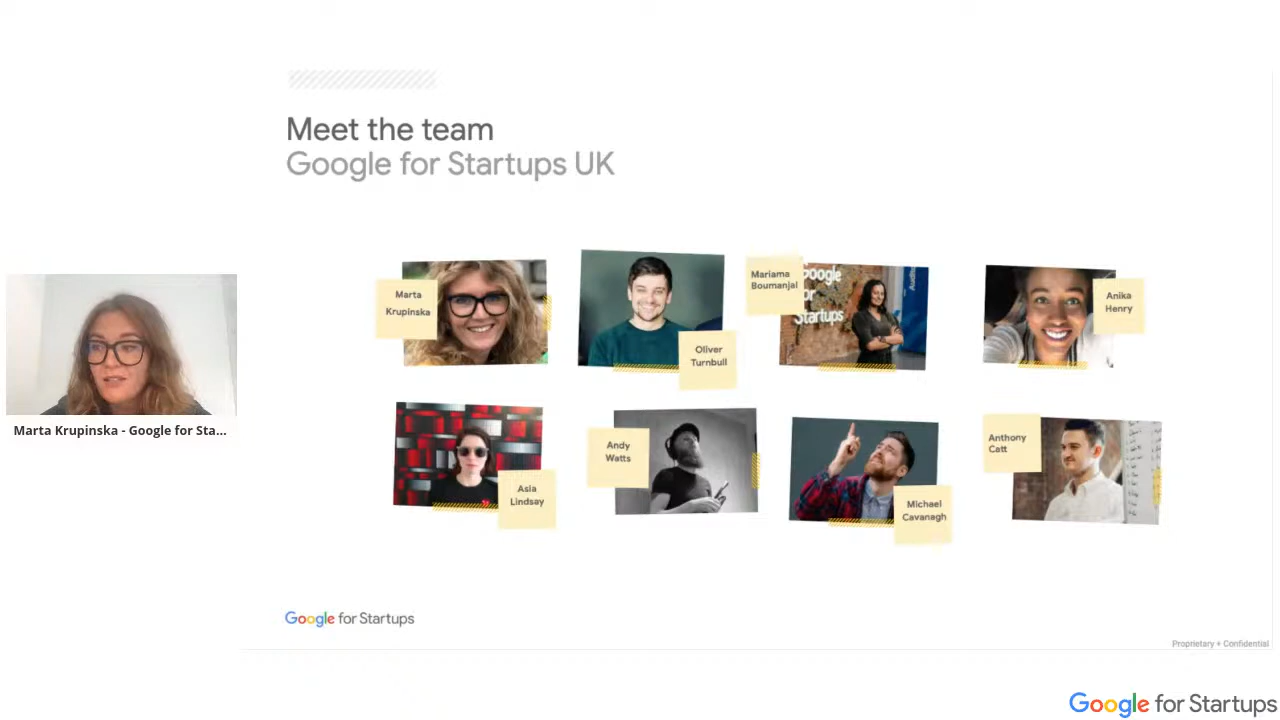 Meet the team
Google for Startups UK
Marta
Krupinska
Oliver
Turnbull
Mariama
Boumanjal
Google
for
Startups
Anika
Henry
Asia
Lindsay
Andy
Watts
Michael
Cavanagh
Anthony
Catt
Marta Krupinska - Google for Sta...
Google for Startups
Proprietary + Confidential
Google for Startups